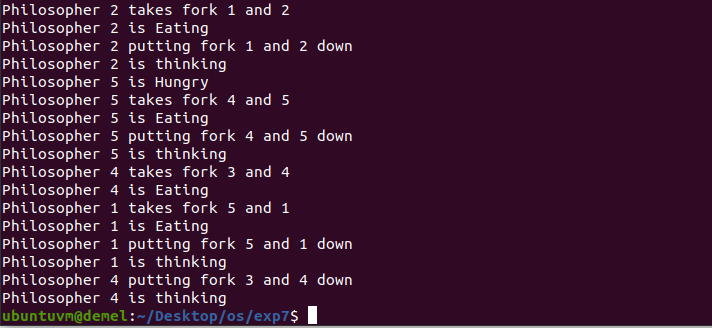 Philosopher 2 takes fork 1 and 2
Philosopher 2 is Eating
Philosopher 2 putting fork 1 and 2 down
Philosopher 2 is thinking
Philosopher 5 is Hungry
Philosopher 5 takes fork 4 and 5
Philosopher 5 is Eating
Philosopher 5 putting fork 4 and 5 down
Philosopher 5 is thinking
Philosopher 4 takes fork 3 and 4
Philosopher 4 is Eating
Philosopher 1 takes fork 5 and 1
Philosopher 1 is Eating
Philosopher 1 putting fork 5 and 1 down
Philosopher 1 is thinking
Philosopher 4 putting fork 3 and 4 down
Philosopher 4 is thinking
ubuntuvm@demel:~/Desktop/os/exp7$